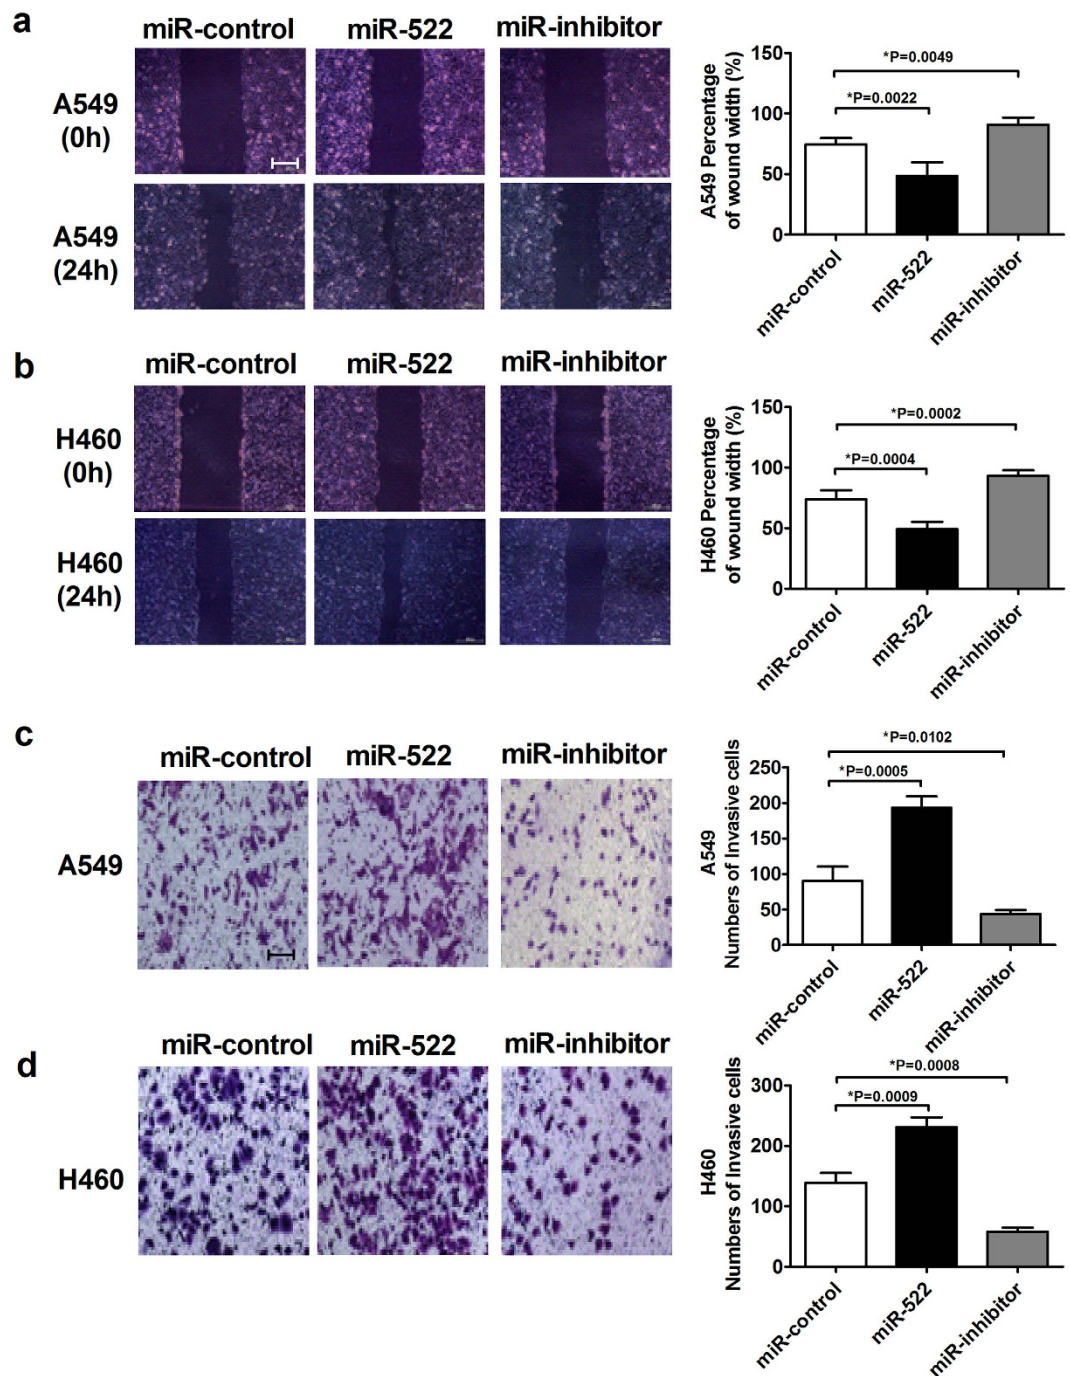 a
miR-control miR-522 miR-inhibitor
A549
(0h)
A549
(24h)
A549 Percentage
of wound width (%)
150
100
50
0
*P=0.0049
*P=0.0022
miR-control
miR-522
miR-inhibitor
b
miR-control miR-522 miR-inhibitor
H460
(0h)
H460
(24h)
H460 Percentage
of wound width (%)
150
100
50
0
*P=0.0002
*P=0.0004
miR-control
miR-522
miR-inhibitor
c
miR-control miR-522 miR-inhibitor
A549
A549
Numbers of Invasive cells
250
200
150
100
50
0
*P=0.0102
*P=0.0005
miR-control
miR-522
miR-inhibitor
d
miR-control miR-522 miR-inhibitor
H460
H460
Numbers of Invasive cells
300
200
100
0
*P=0.0008
*P=0.0009
miR-control
miR-522
miR-inhibitor